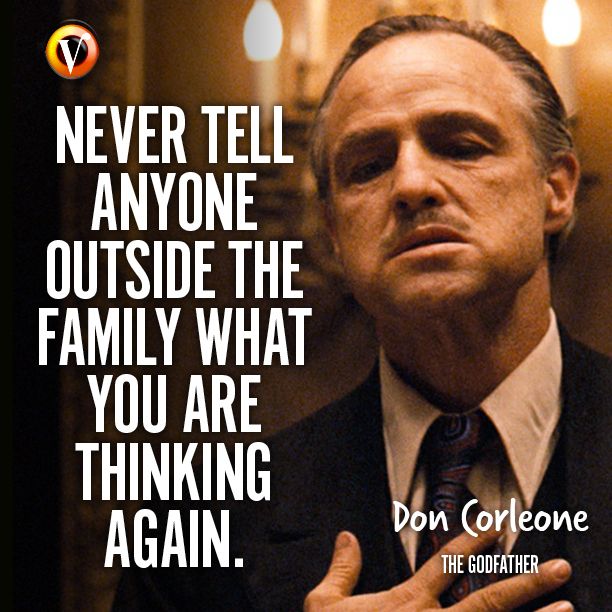 V
NEVER TELL
ANYONE
OUTSIDE THE
FAMILY WHAT
YOU ARE
THINKING
AGAIN.
Don Corleone
THE GODFATHER